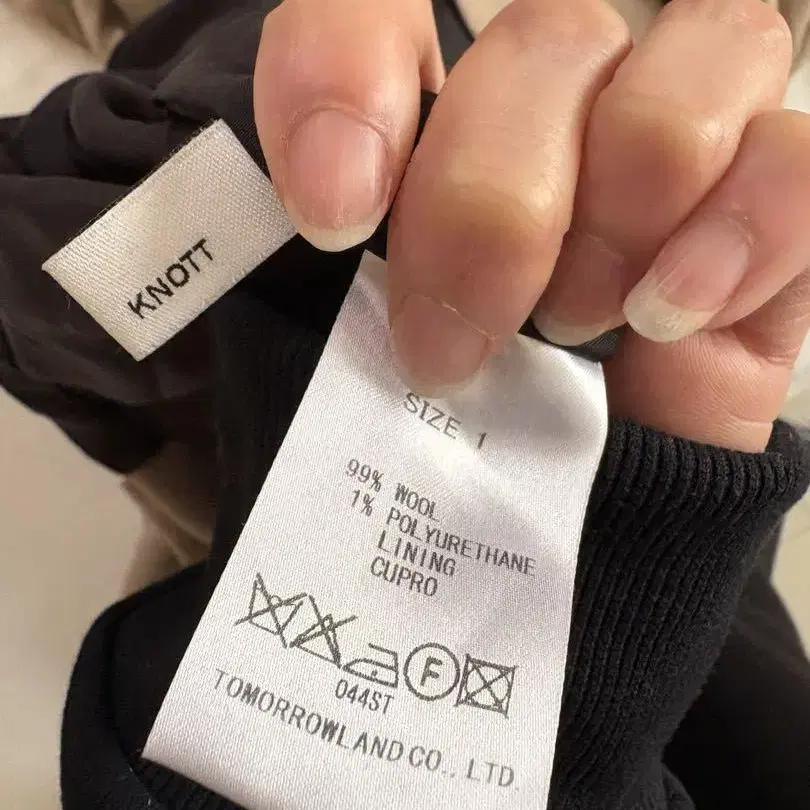 KNOTT
SIZE 1
99% WOOL
1% POLYURETHANE
LINING
CUPRO
F
044ST
TOMORROWLAND CO., LTD.